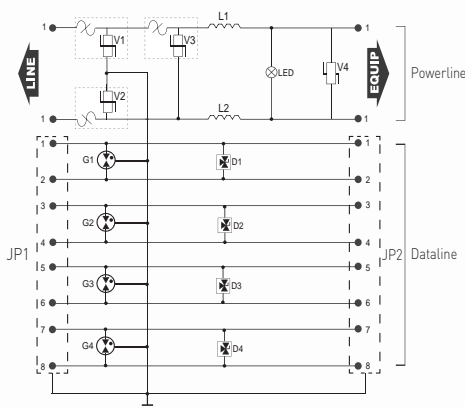 L1
1
1
V1
V3
LINE
LED
V4
EQUIP
Powerline
V2
L2
1
1
1
1
G1
D1
2
2
3
3
G2
D2
4
4
JP1
JP2
Dataline
5
5
G3
D3
6
6
7
7
G4
D4
8
8